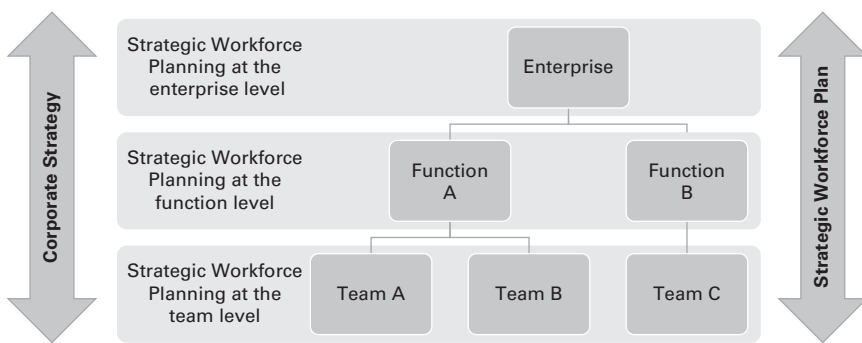 Corporate Strategy
Strategic Workforce
Planning at the
enterprise level
Enterprise
Strategic Workforce
Planning at the
function level
Function
A
Function
B
Strategic Workforce
Planning at the
team level
Team A
Team B
Team C
Strategic Workforce Plan